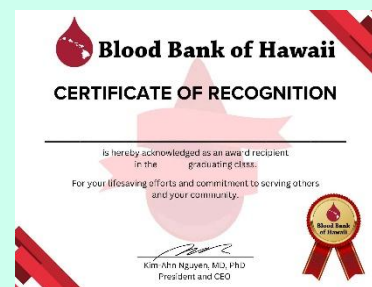 Blood Bank of Hawaii
CERTIFICATE OF RECOGNITION
is hereby acknowledged as an award recipient
in the graduating class.
For your lifesaving efforts and commitment to serving others
and your community.
Kim-Ahn Nguyen, MD, PhD
President and CEO
Blood Bank
of Hawaii